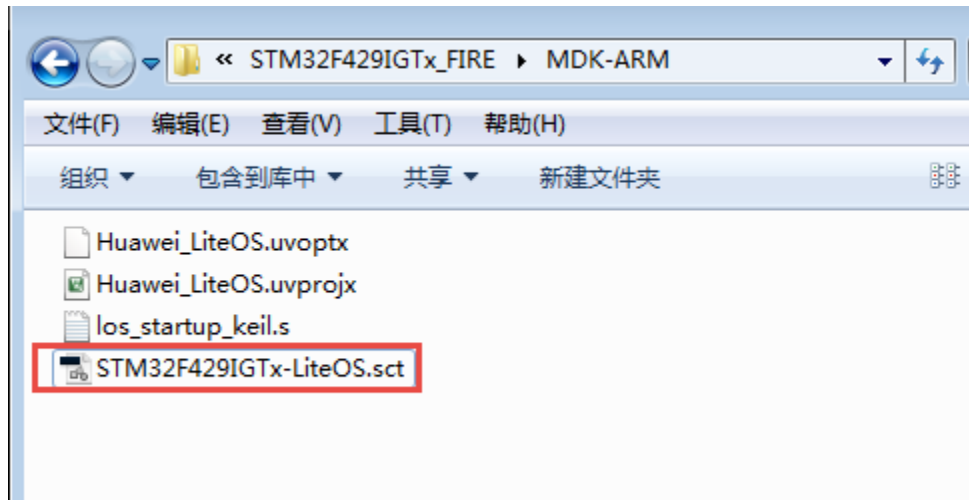 « STM32F429IGTx_FIRE ▸ MDK-ARM
文件(F) 编辑(E) 查看(V) 工具(T) 帮助(H)
组织 包含到库中 共享 新建文件夹
Huawei_LiteOS.uvoptx
Huawei_LiteOS.uvprojx
los_startup_keil.s
STM32F429IGTx-LiteOS.sct